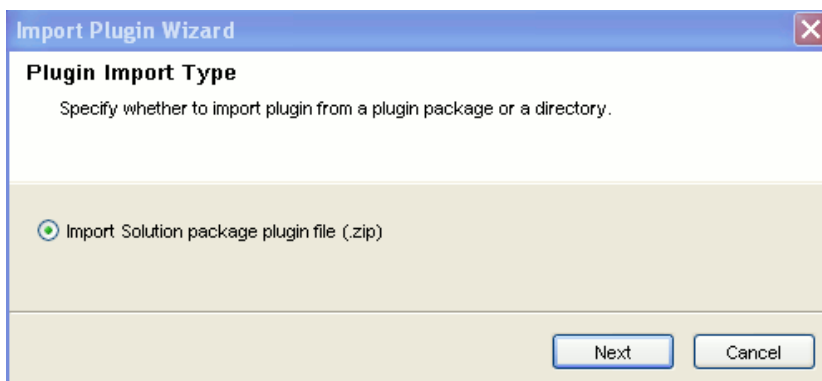 Import Plugin Wizard
Plugin Import Type
Specify whether to import plugin from a plugin package or a directory.
Import Solution package plugin file (.zip)
Next Cancel